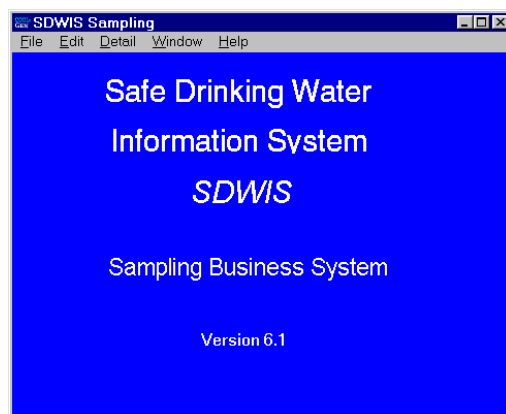 SDWIS Sampling
File Edit Detail Window Help
Safe Drinking Water
Information System
SDWIS
Sampling Business System
Version 6.1